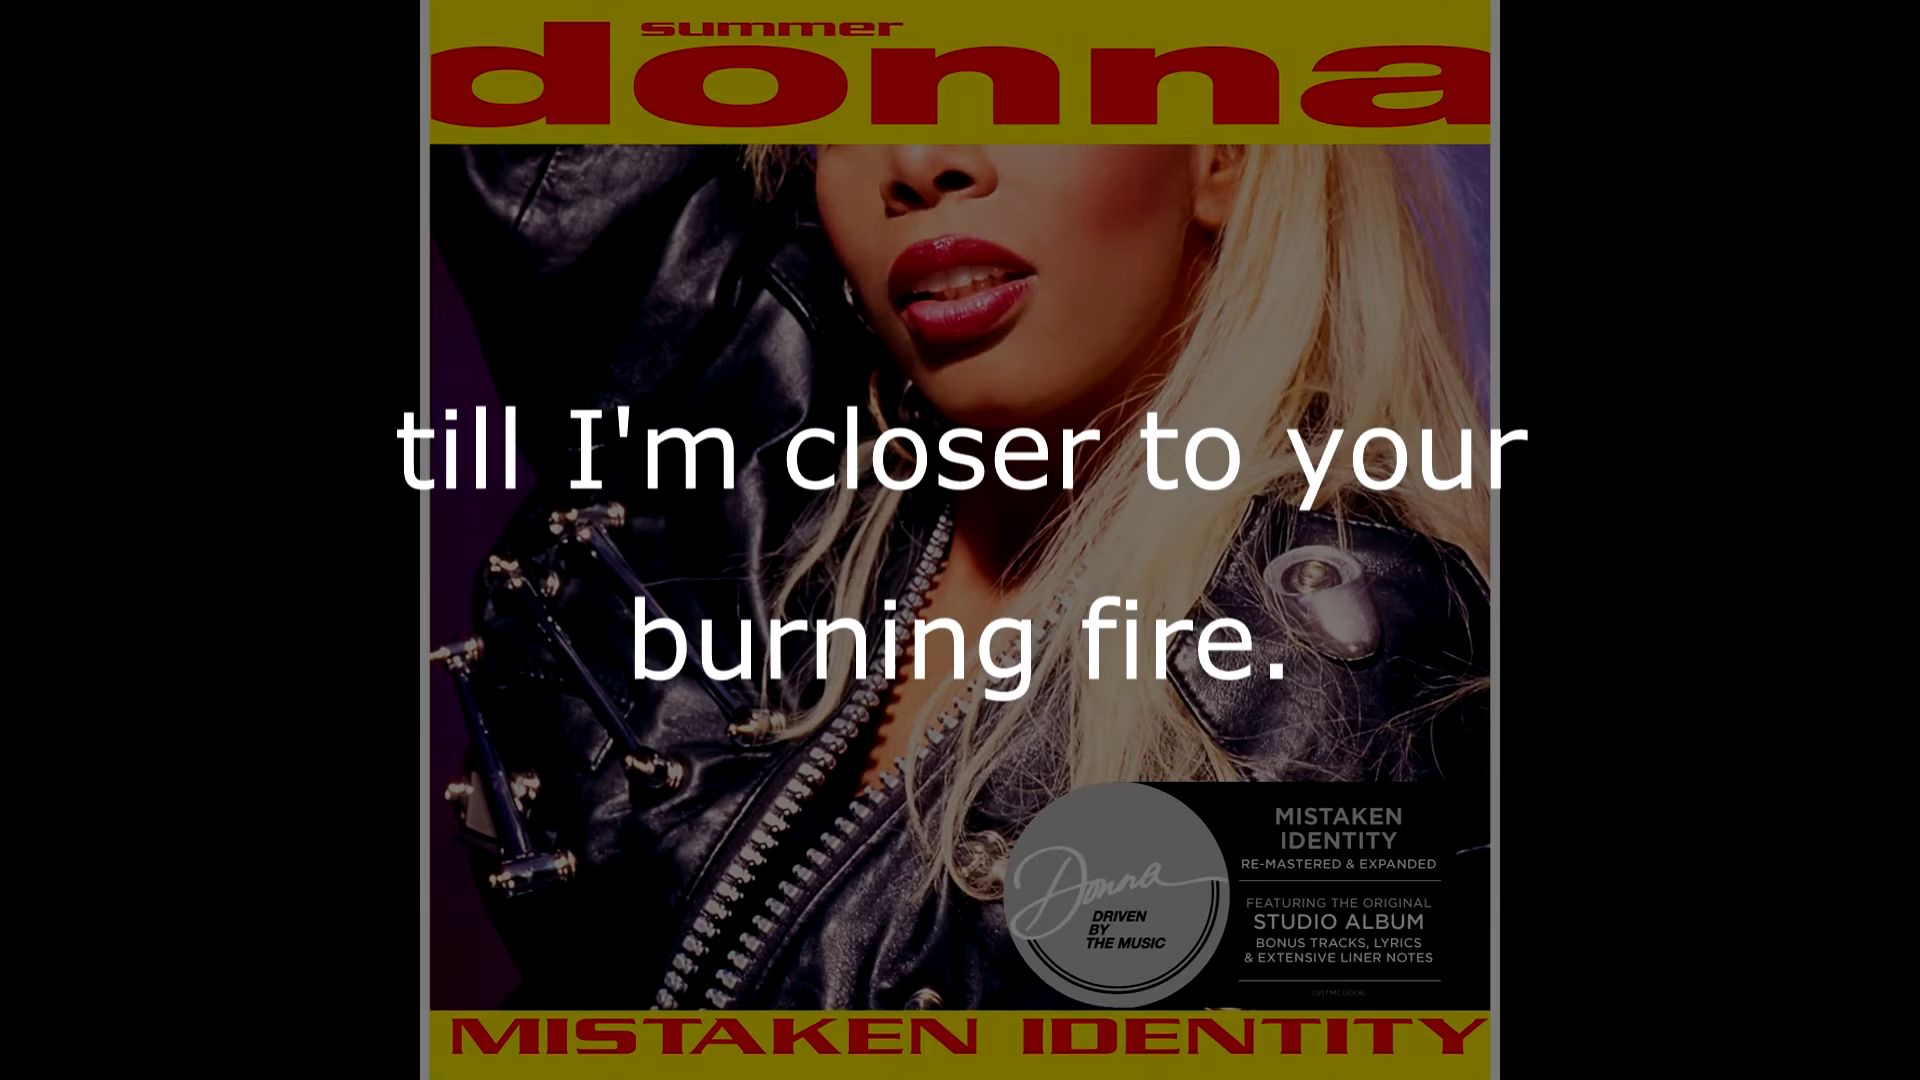 summer
donna
till I'm closer to your
burning fire.
MISTAKEN
IDENTITY
RE-MASTERED & EXPANDED
FEATURING THE ORIGINAL
STUDIO ALBUM
BONUS TRACKS, LYRICS
& EXTENSIVE LINER NOTES
Donna
DRIVEN
BY
THE MUSIC
MISTAKEN IDENTITY